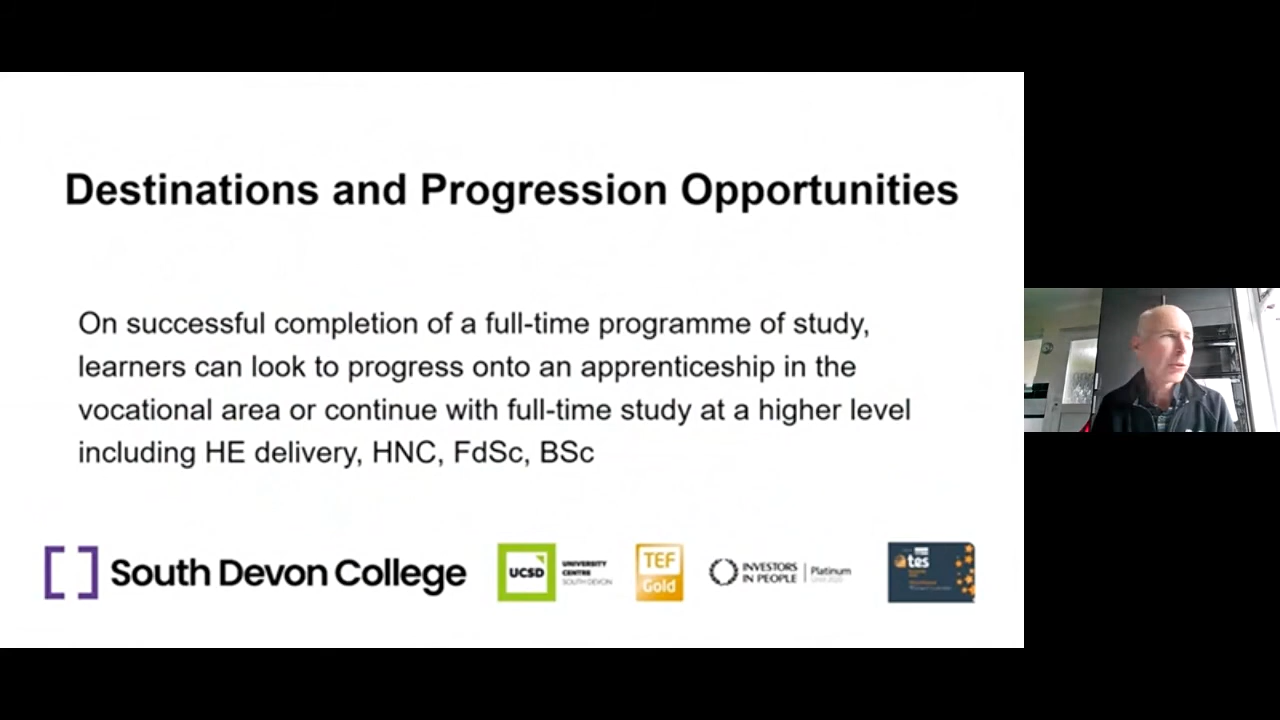 Destinations and Progression Opportunities
On successful completion of a full-time programme of study,
learners can look to progress onto an apprenticeship in the
vocational area or continue with full-time study at a higher level
including HE delivery, HNC, FdSc, BSc
South Devon College
UCSD
UNIVERSITY
CENTRE
SOUTH DEVON
TEF
Gold
INVESTORS
IN PEOPLE
Platinum
tes